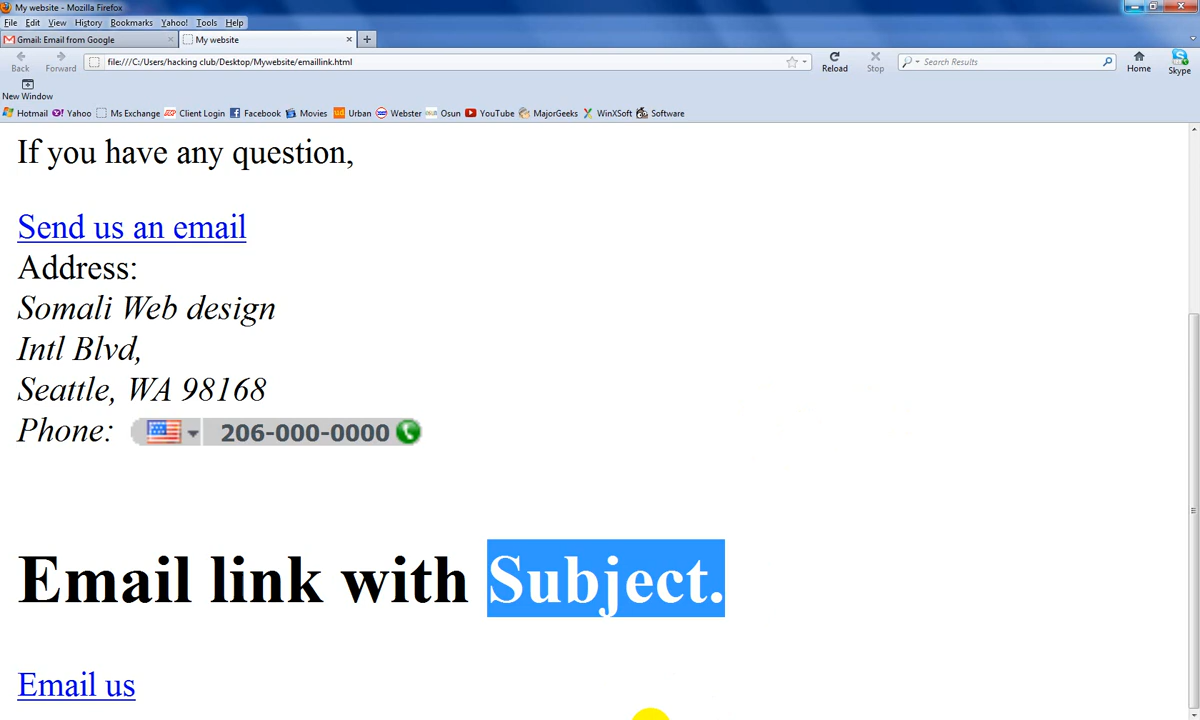 My website - Mozilla Firefox
File Edit View History Bookmarks Yahoo! Tools Help
Gmail: Email from Google × My website × +
Back Forward file:///C:/Users/hacking club/Desktop/Mywebsite/emaillink.html Reload Stop Search Results Home Skype
New Window
Hotmail Yahoo Ms Exchange Client Login Facebook Movies Urban Webster Osun YouTube MajorGeeks WinXSoft Software
If you have any question,
Send us an email
Address:
Somali Web design
Intl Blvd,
Seattle, WA 98168
Phone: 206-000-0000
Email link with Subject.
Email us